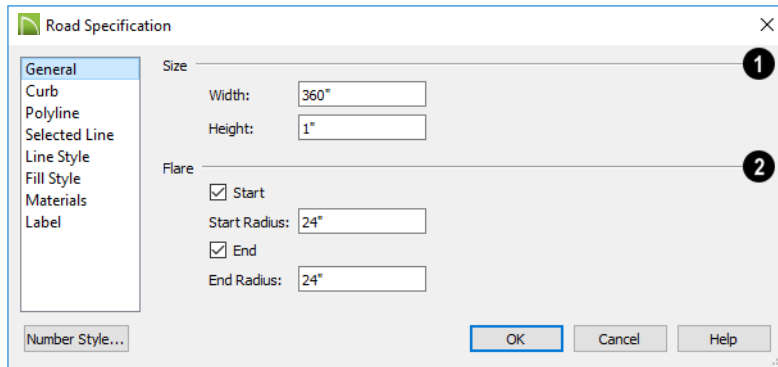 Road Specification
General
Curb
Polyline
Selected Line
Line Style
Fill Style
Materials
Label
Size
1
Width: 360"
Height: 1"
Flare
2
Start
Start Radius: 24"
End
End Radius: 24"
Number Style...
OK
Cancel
Help